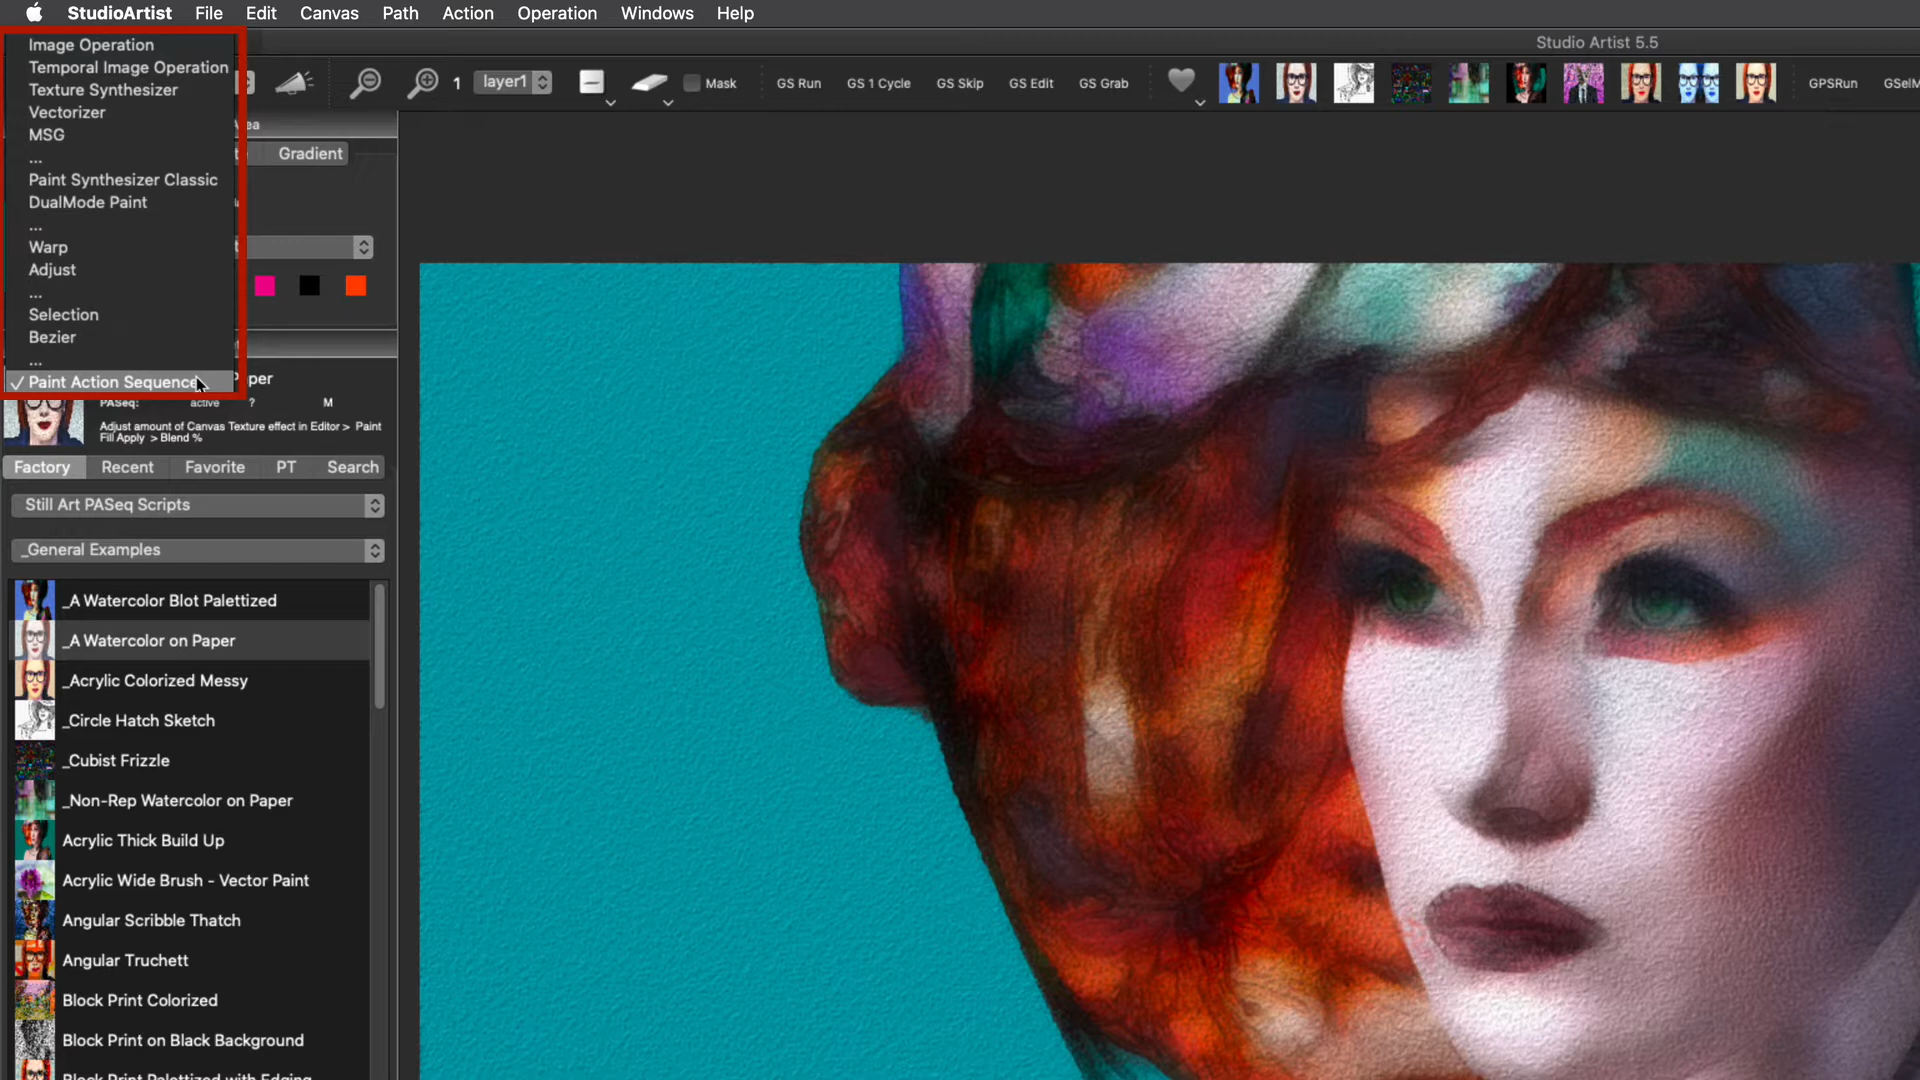 StudioArtist File Edit Canvas Path Action Operation Windows Help
Studio Artist 5.5
Image Operation
Temporal Image Operation
Texture Synthesizer
Vectorizer
MSG
...
Paint Synthesizer Classic
DualMode Paint
...
Warp
Adjust
...
Selection
Bezier
...
✓ Paint Action Sequence
1 layer1 Mask GS Run GS 1 Cycle GS Skip GS Edit GS Grab GPSRun GSelM
Gradient
PASeq: active ? M
Adjust amount of Canvas Texture effect in Editor > Paint
Fill Apply > Blend %
Factory Recent Favorite PT Search
Still Art PASeq Scripts
_General Examples
_A Watercolor Blot Palettized
_A Watercolor on Paper
_Acrylic Colorized Messy
_Circle Hatch Sketch
_Cubist Frizzle
_Non-Rep Watercolor on Paper
Acrylic Thick Build Up
Acrylic Wide Brush - Vector Paint
Angular Scribble Thatch
Angular Truchett
Block Print Colorized
Block Print on Black Background
Block Print Palettized with Edging